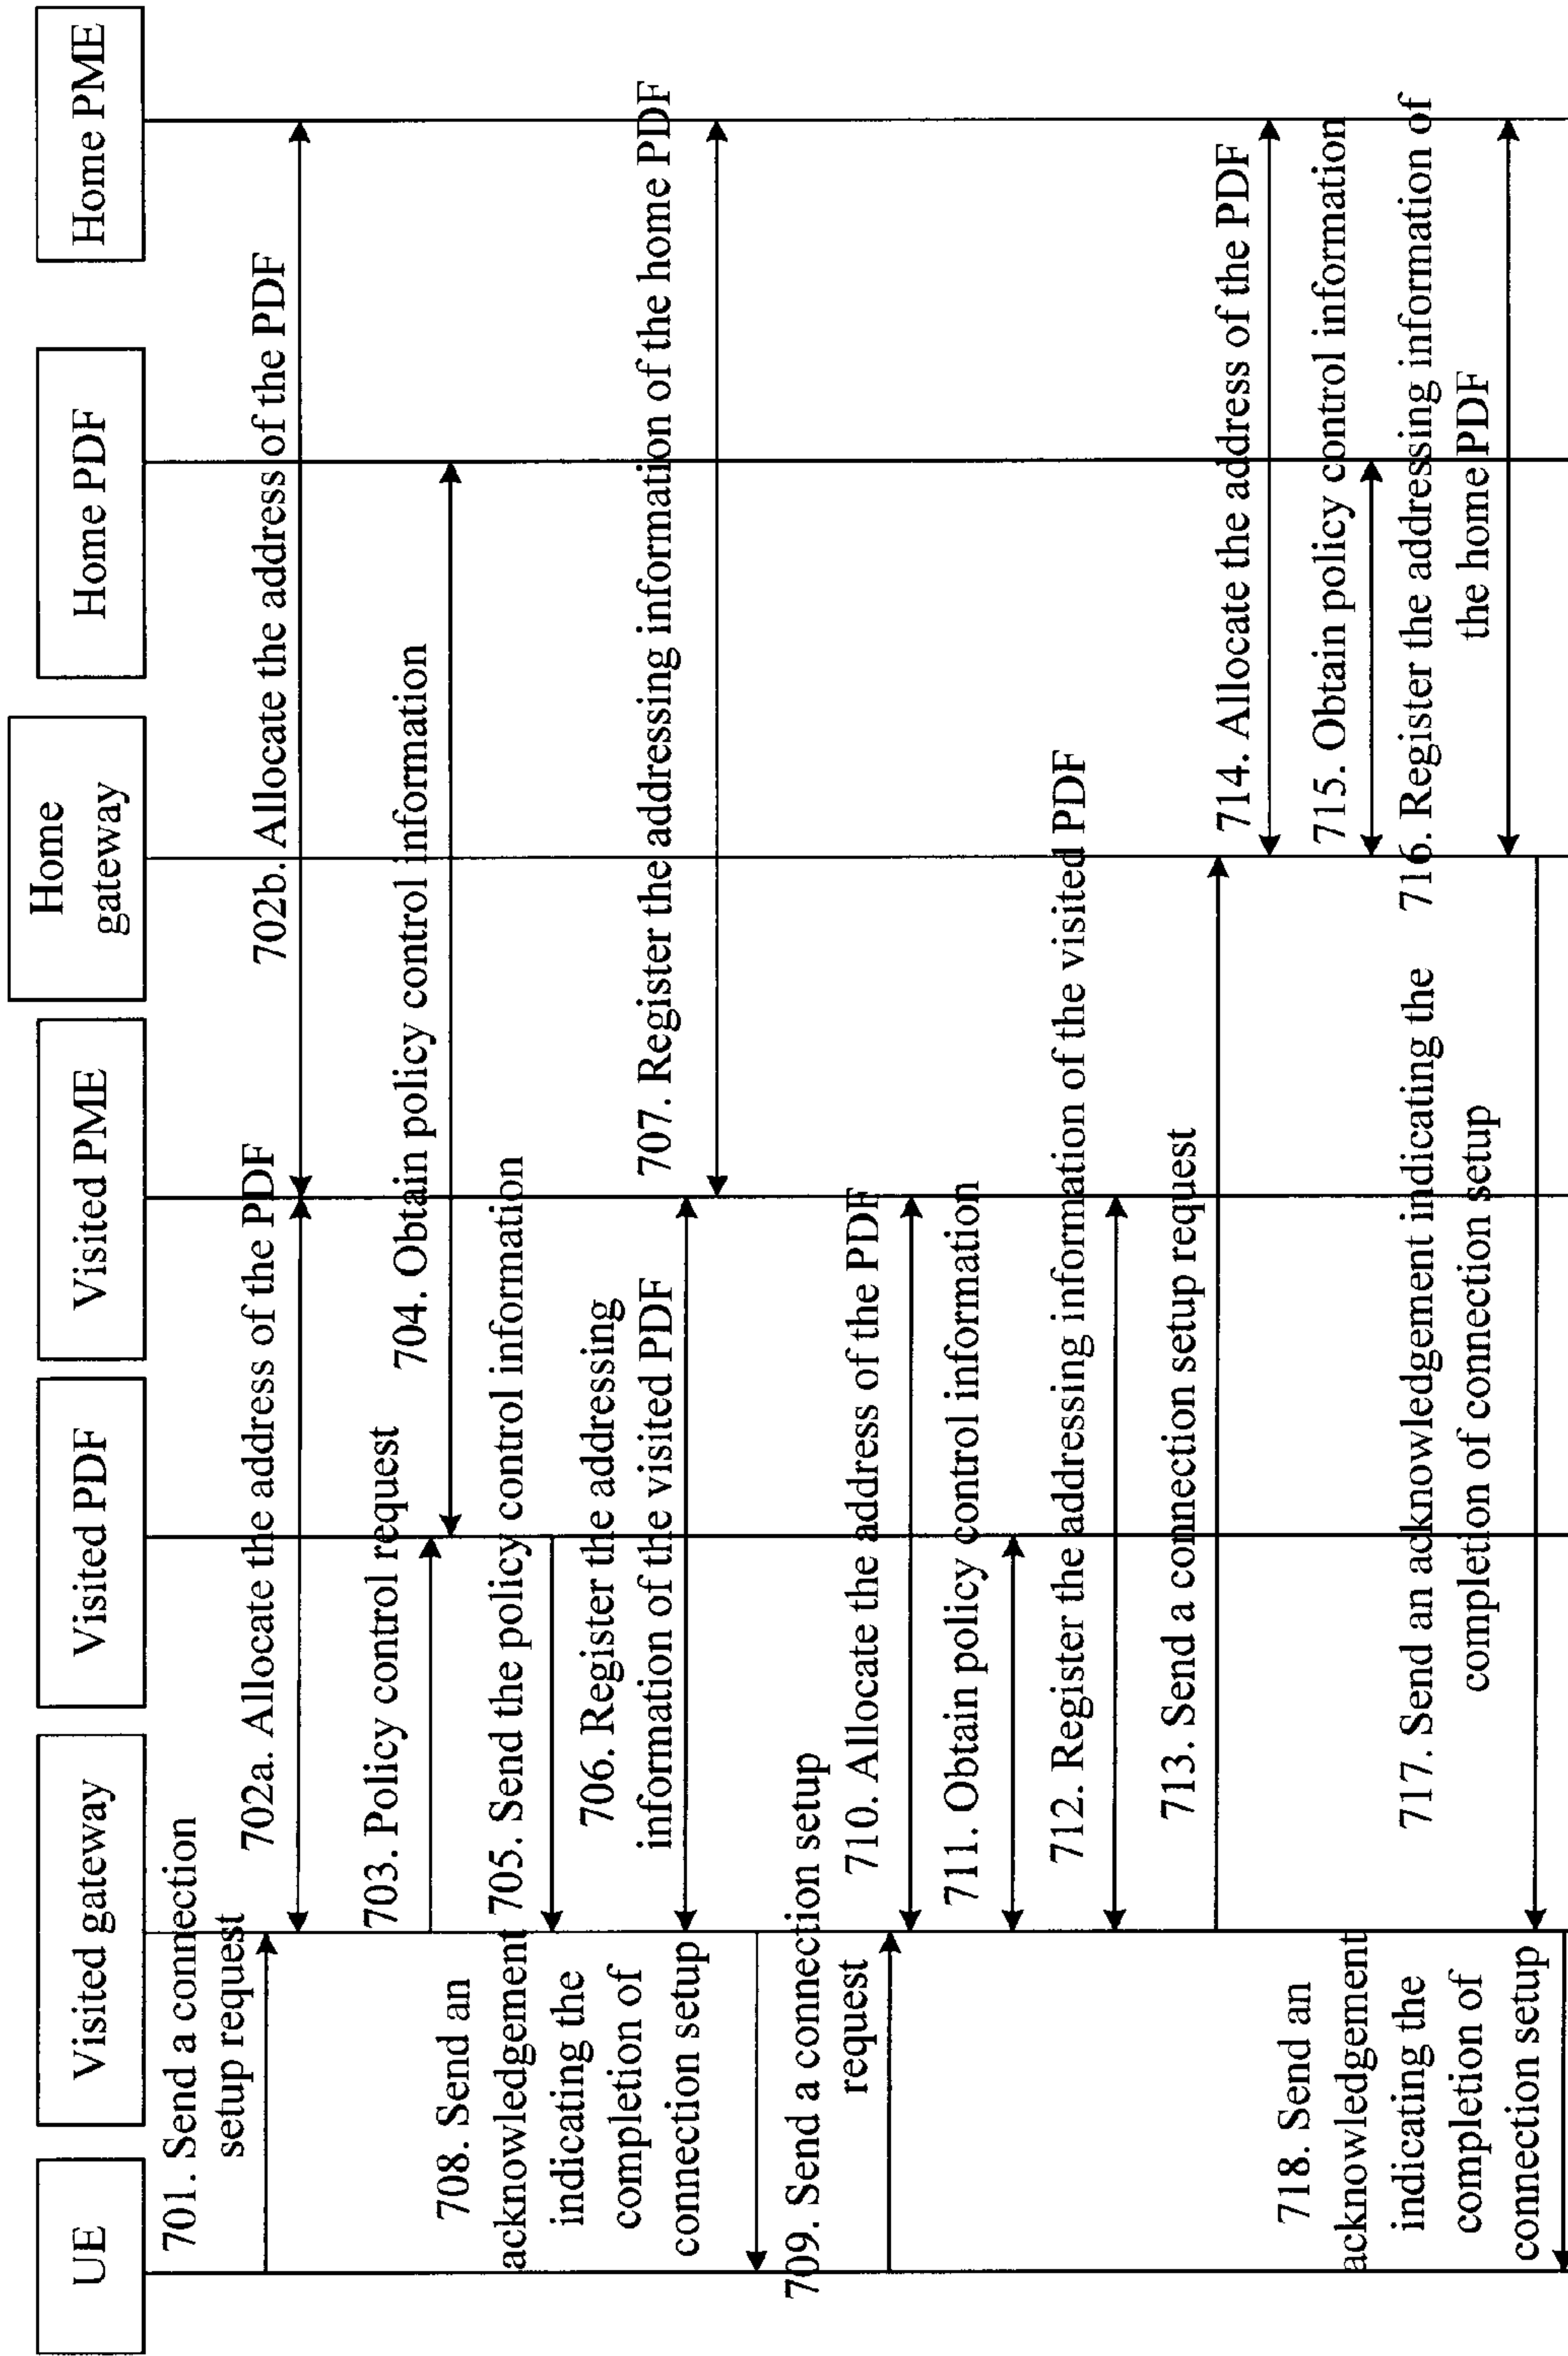 UE
Visited gateway
Visited PDF
Visited PME
Home
gateway
Home PDF
Home PME
701. Send a connection
setup request
702a. Allocate the address of the PDF
702b. Allocate the address of the PDF
703. Policy control request
704. Obtain policy control information
705. Send the policy control information
706. Register the addressing
information of the visited PDF
707. Register the addressing information of the home PDF
708. Send an
acknowledgement
indicating the
completion of
connection setup
709. Send a connection setup
request
710. Allocate the address of the PDF
711. Obtain policy control information
712. Register the addressing information of the visited PDF
713. Send a connection setup request
714. Allocate the address of the PDF
715. Obtain policy control information
716. Register the addressing information of
the home PDF
717. Send an acknowledgement indicating the
completion of connection setup
718. Send an
acknowledgement
indicating the
completion of
connection setup